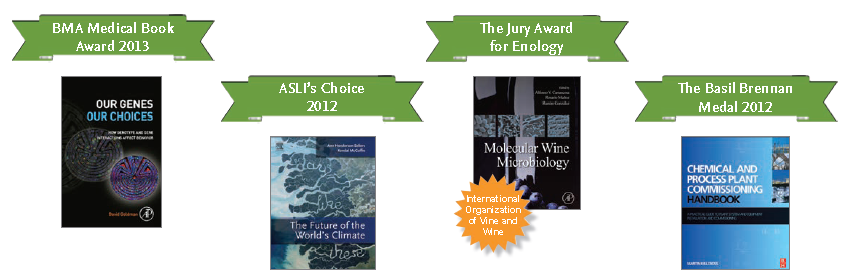 BMA Medical Book
Award 2013
OUR GENES
OUR CHOICES
HOW GENOTYPE AND GENE
INTERACTIONS AFFECT BEHAVIOR
David Goldman
ASLI's Choice
2012
Ann Henderson-Sellers
Kendal McGuffie
The Future of the
World's Climate
The Jury Award
for Enology
Molecular Wine
Microbiology
International
Organization
of Vine and
Wine
The Basil Brennan
Medal 2012
CHEMICAL AND
PROCESS PLANT
COMMISSIONING
HANDBOOK
MARTIN KILLCROSS